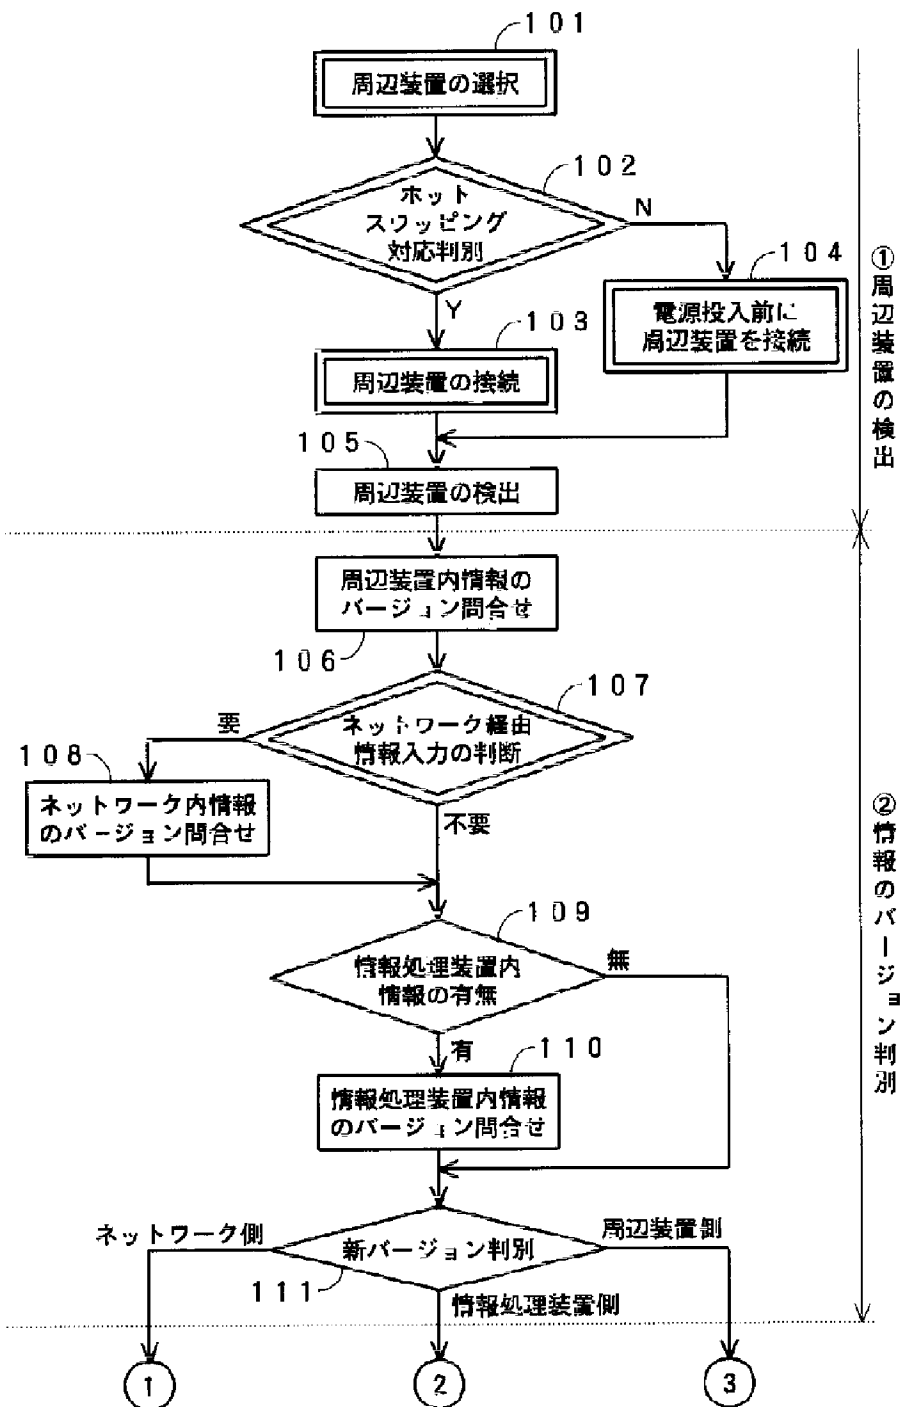 101
周辺装置の選択
102
ホット
スワッピング
対応判別
N
Y
104
電源投入前に
周辺装置を接続
103
周辺装置の接続
105
周辺装置の検出
①周辺装置の検出
周辺装置内情報の
バージョン問合せ
106
107
ネットワーク経由
情報入力の判断
要
不要
108
ネットワーク内情報
のバージョン問合せ
109
情報処理装置内
情報の有無
無
有
110
情報処理装置内情報
のバージョン問合せ
②情報のバージョン判別
ネットワーク側
新バージョン判別
周辺装置側
111
情報処理装置側
1
2
3